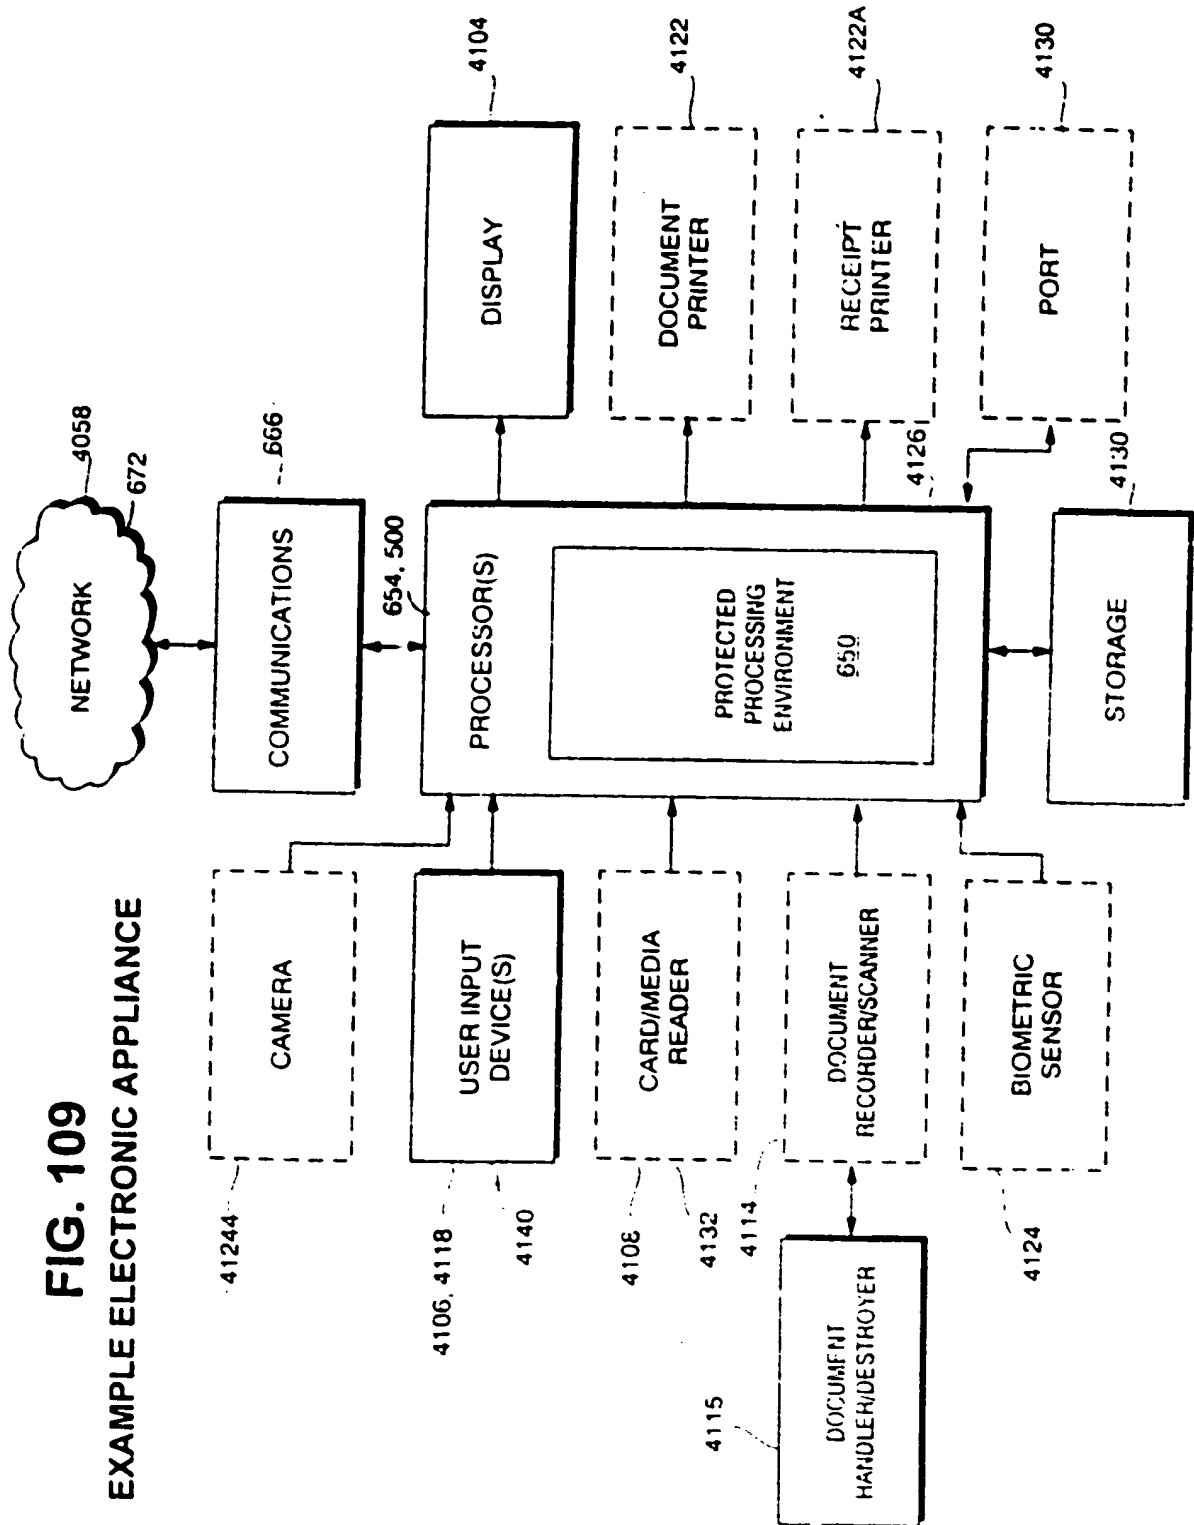 FIG. 109
EXAMPLE ELECTRONIC APPLIANCE
NETWORK
4058
672
COMMUNICATIONS
666
654, 500
PROCESSOR(S)
PROTECTED
PROCESSING
ENVIRONMENT
650
4126
STORAGE
4130
41244
CAMERA
4106, 4118
4140
USER INPUT
DEVICE(S)
4108
4132
CARD/MEDIA
READER
4114
DOCUMENT
RECORDER/SCANNER
4115
DOCUMENT
HANDLER/DESTROYER
4124
BIOMETRIC
SENSOR
DISPLAY
4104
DOCUMENT
PRINTER
4122
RECEIPT
PRINTER
4122A
PORT
4130